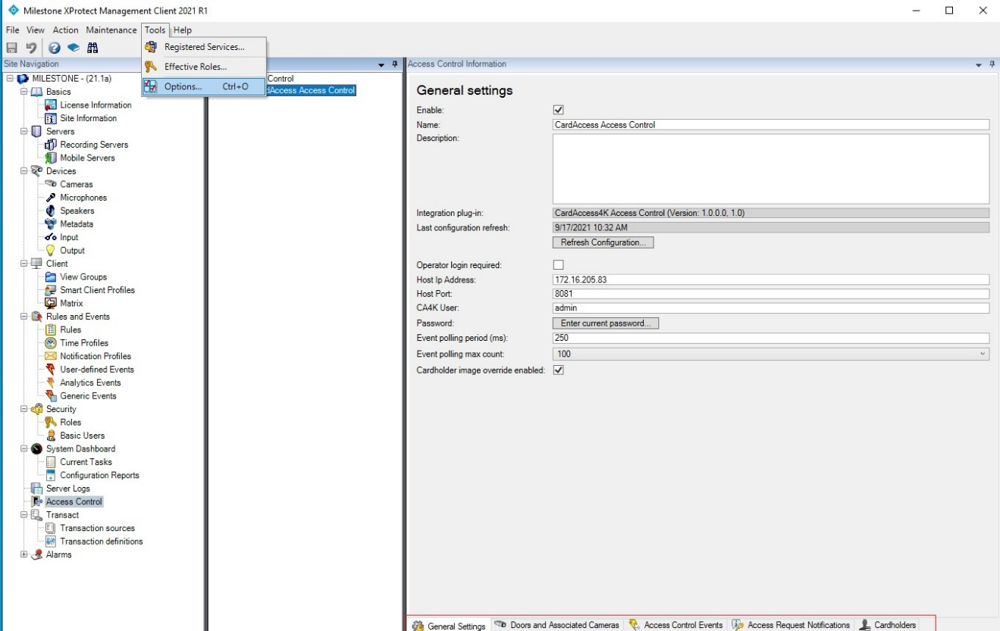 Milestone XProtect Management Client 2021 R1
File View Action Maintenance Tools Help
Registered Services...
Effective Roles...
Options... Ctrl+O
Site Navigation
MILESTONE - (21.1a)
Basics
License Information
Site Information
Servers
Recording Servers
Mobile Servers
Devices
Cameras
Microphones
Speakers
Metadata
Input
Output
Client
View Groups
Smart Client Profiles
Matrix
Rules and Events
Rules
Time Profiles
Notification Profiles
User-defined Events
Analytics Events
Generic Events
Security
Roles
Basic Users
System Dashboard
Current Tasks
Configuration Reports
Server Logs
Access Control
Transact
Transaction sources
Transaction definitions
Alarms
Control
dAccess Access Control
Access Control Information
General settings
Enable:
Name: CardAccess Access Control
Description:
Integration plug-in: CardAccess4K Access Control (Version: 1.0.0.0, 1.0)
Last configuration refresh: 9/17/2021 10:32 AM
Refresh Configuration...
Operator login required:
Host Ip Address: 172.16.205.83
Host Port: 8081
CA4K User: admin
Password: Enter current password...
Event polling period (ms): 250
Event polling max count: 100
Cardholder image override enabled:
General Settings Doors and Associated Cameras Access Control Events Access Request Notifications Cardholders